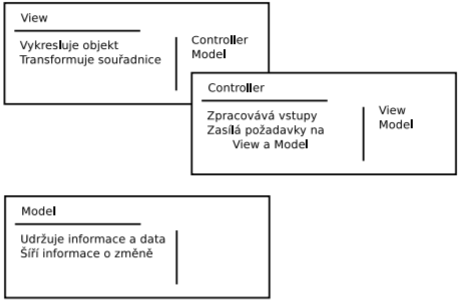 View
Vykresluje objekt
Transformuje souřadnice
Controller
Model
Controller
Zpracovává vstupy
Zasílá požadavky na
View a Model
View
Model
Model
Udržuje informace a data
Šíří informace o změně